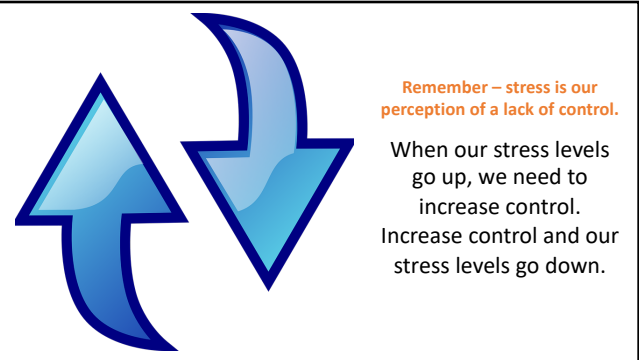 Remember – stress is our
perception of a lack of control.
When our stress levels
go up, we need to
increase control.
Increase control and our
stress levels go down.